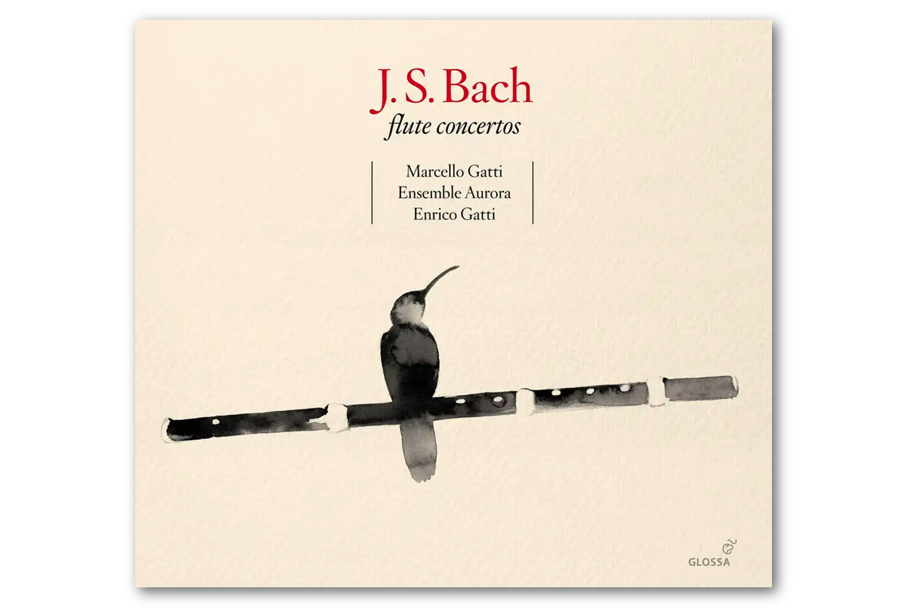 J. S. Bach
flute concertos
Marcello Gatti
Ensemble Aurora
Enrico Gatti
GLOSSA